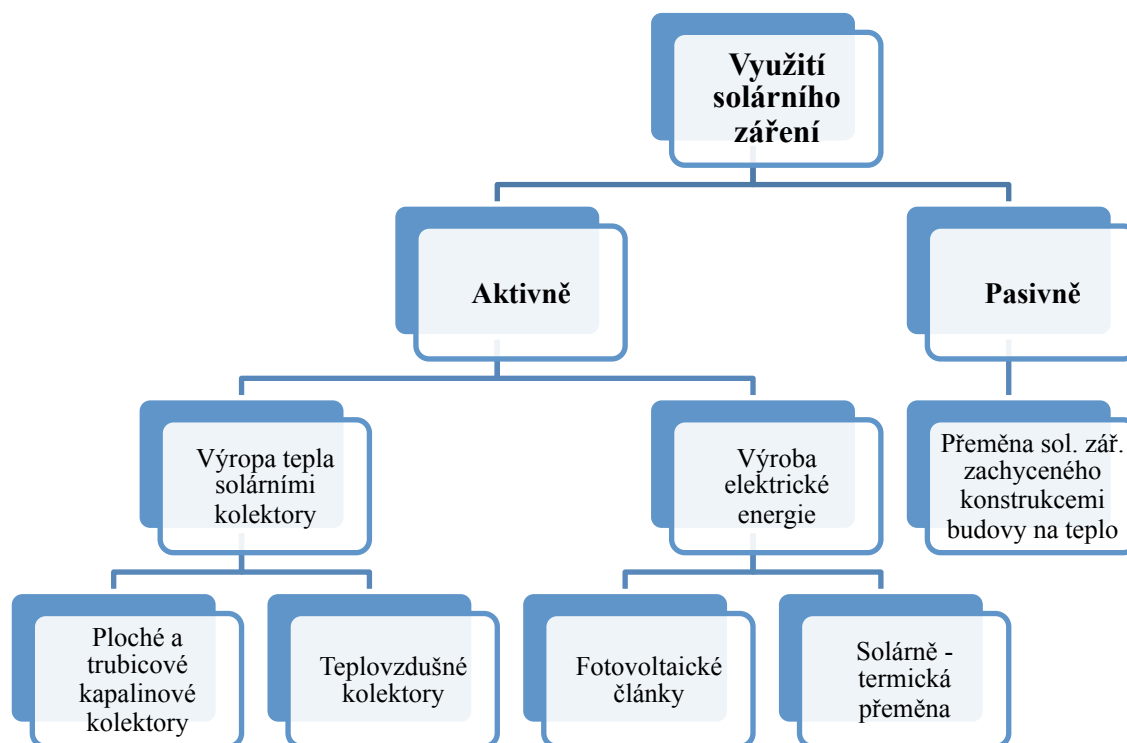 Využití
solárního
záření
Aktivně
Pasivně
Výropa tepla
solárními
kolektory
Výroba
elektrické
energie
Přeměna sol. zář.
zachyceného
konstrukcemi
budovy na teplo
Ploché a
trubicové
kapalinové
kolektory
Teplovzdušné
kolektory
Fotovoltaické
články
Solárně -
termická
přeměna